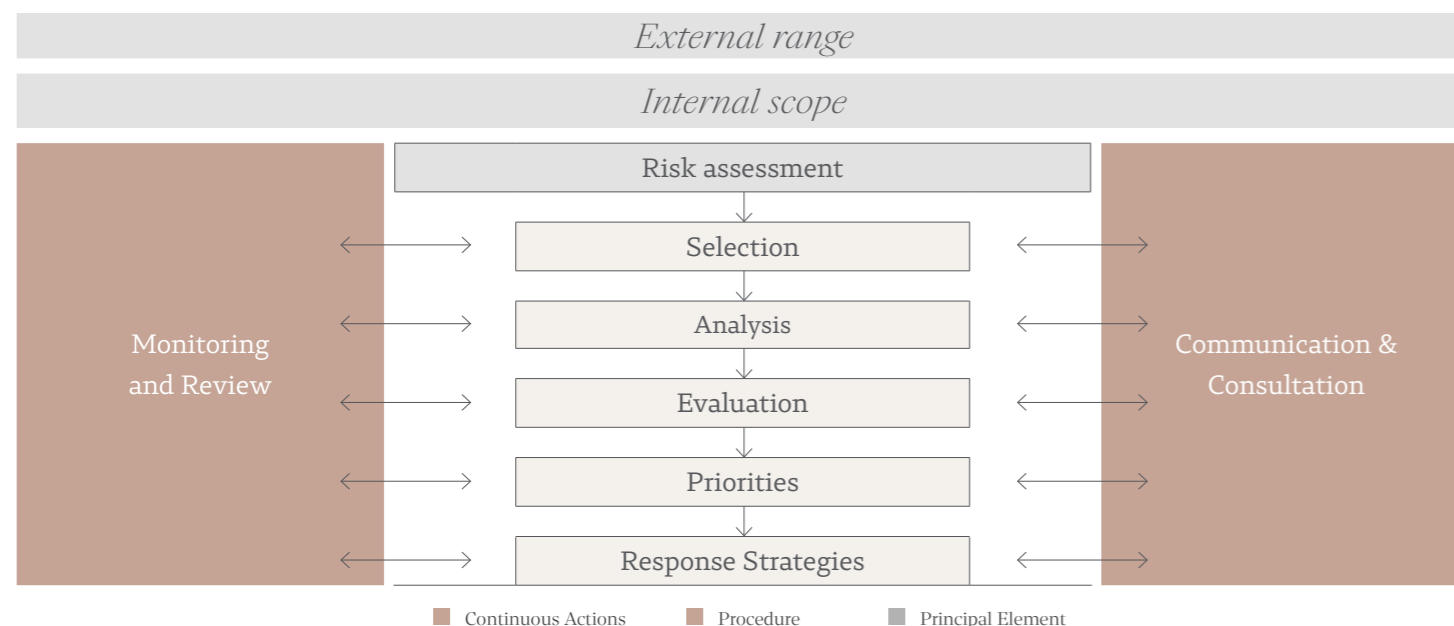 External range
Internal scope
Risk assessment
Selection
Analysis
Evaluation
Priorities
Response Strategies
Monitoring
and Review
Communication &
Consultation
Continuous Actions
Procedure
Principal Element